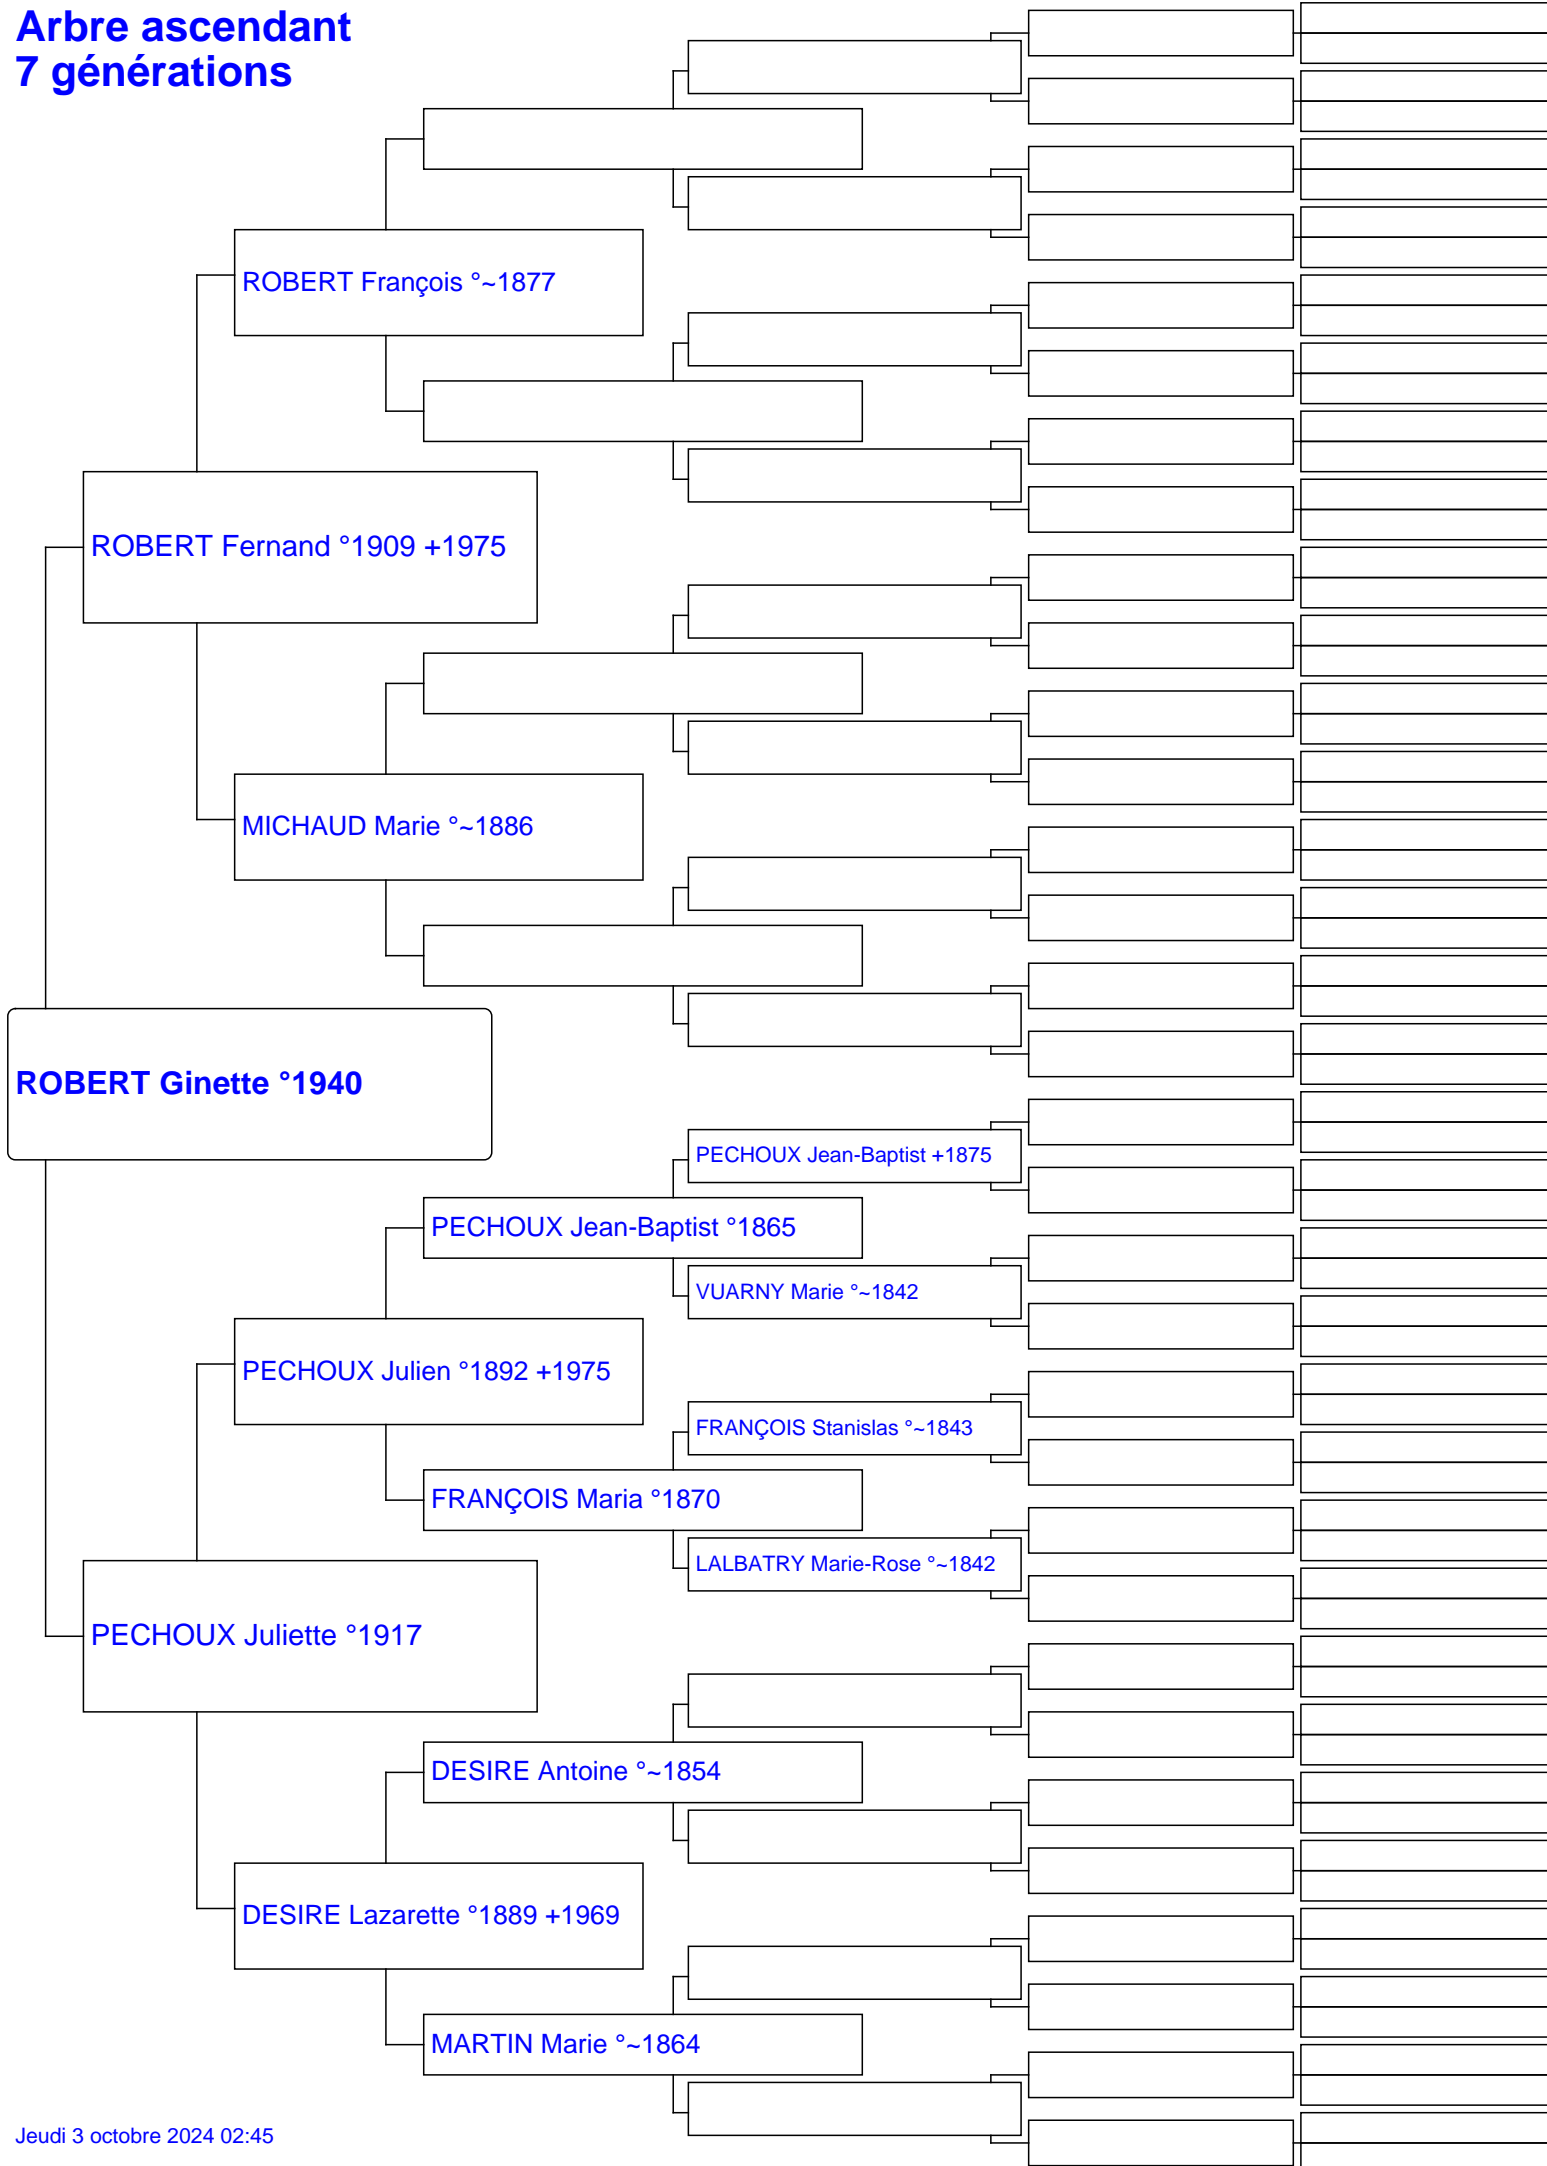 Arbre ascendant
7 générations
ROBERT François °~1877
ROBERT Fernand °1909 +1975
MICHAUD Marie °~1886
ROBERT Ginette °1940
PECHOUX Jean-Baptist +1875
PECHOUX Jean-Baptist °1865
VUARNY Marie °~1842
PECHOUX Julien °1892 +1975
FRANÇOIS Stanislas °~1843
FRANÇOIS Maria °1870
LALBATRY Marie-Rose °~1842
PECHOUX Juliette °1917
DESIRE Antoine °~1854
DESIRE Lazarette °1889 +1969
MARTIN Marie °~1864
Jeudi 3 octobre 2024 02:45